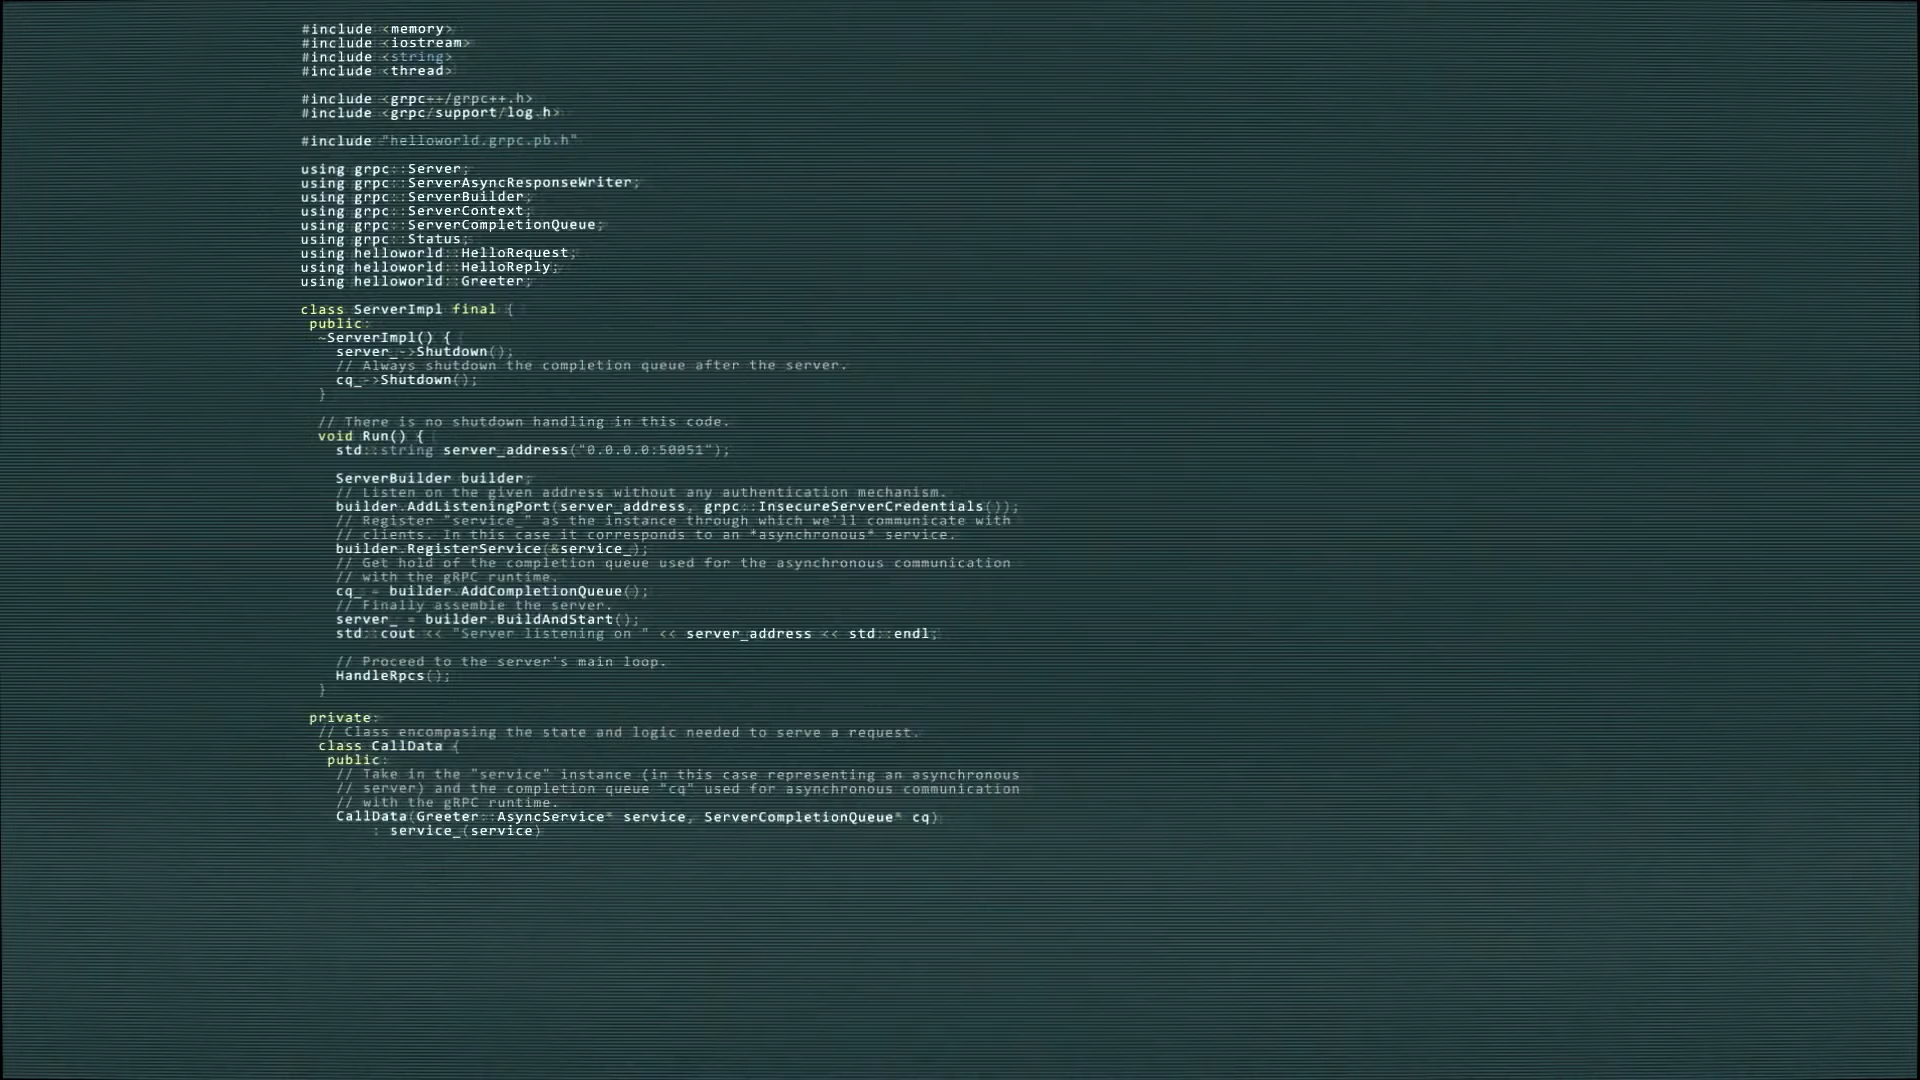 #include <memory>
#include <iostream>
#include <string>
#include <thread>
#include <grpc++/grpc++.h>
#include <grpc/support/log.h>
#include "helloworld.grpc.pb.h"
using grpc::Server;
using grpc::ServerAsyncResponseWriter;
using grpc::ServerBuilder;
using grpc::ServerContext;
using grpc::ServerCompletionQueue;
using grpc::Status;
using helloworld::HelloRequest;
using helloworld::HelloReply;
using helloworld::Greeter;
class ServerImpl final {
public:
~ServerImpl() {
server_->Shutdown();
// Always shutdown the completion queue after the server.
cq_->Shutdown();
}
// There is no shutdown handling in this code.
void Run() {
std::string server_address("0.0.0.0:50051");
ServerBuilder builder;
// Listen on the given address without any authentication mechanism.
builder.AddListeningPort(server_address, grpc::InsecureServerCredentials());
// Register "service_" as the instance through which we'll communicate with
// clients. In this case it corresponds to an *asynchronous* service.
builder.RegisterService(&service_);
// Get hold of the completion queue used for the asynchronous communication
// with the gRPC runtime.
cq_ = builder.AddCompletionQueue();
// Finally assemble the server.
server_ = builder.BuildAndStart();
std::cout << "Server listening on " << server_address << std::endl;
// Proceed to the server's main loop.
HandleRpcs();
}
private:
// Class encompasing the state and logic needed to serve a request.
class CallData {
public:
// Take in the "service" instance (in this case representing an asynchronous
// server) and the completion queue "cq" used for asynchronous communication
// with the gRPC runtime.
CallData(Greeter::AsyncService* service, ServerCompletionQueue* cq)
: service_(service)